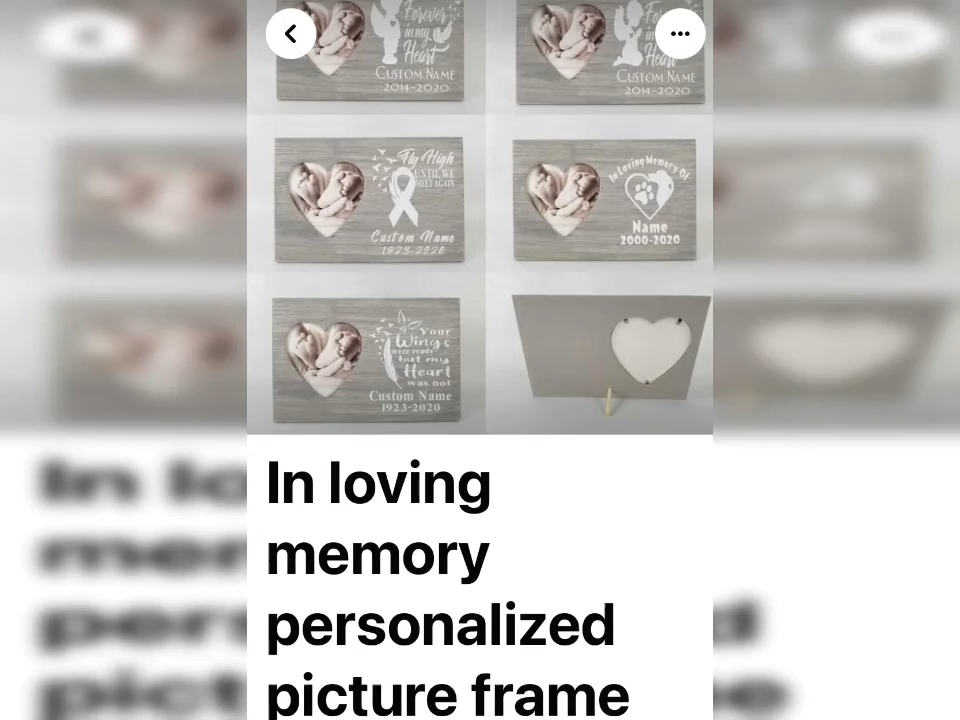 Forever
in my
Heart
CUSTOM NAME
2014-2020
Forever
in my
Heart
CUSTOM NAME
2014-2020
Fly High
UNTIL WE
MEET AGAIN
Custom Name
1923-2020
In Loving Memory Of
Name
2000-2020
Your
Wings
were ready
but my
Heart
was not
Custom Name
1923-2020
In loving
memory
personalized
picture frame